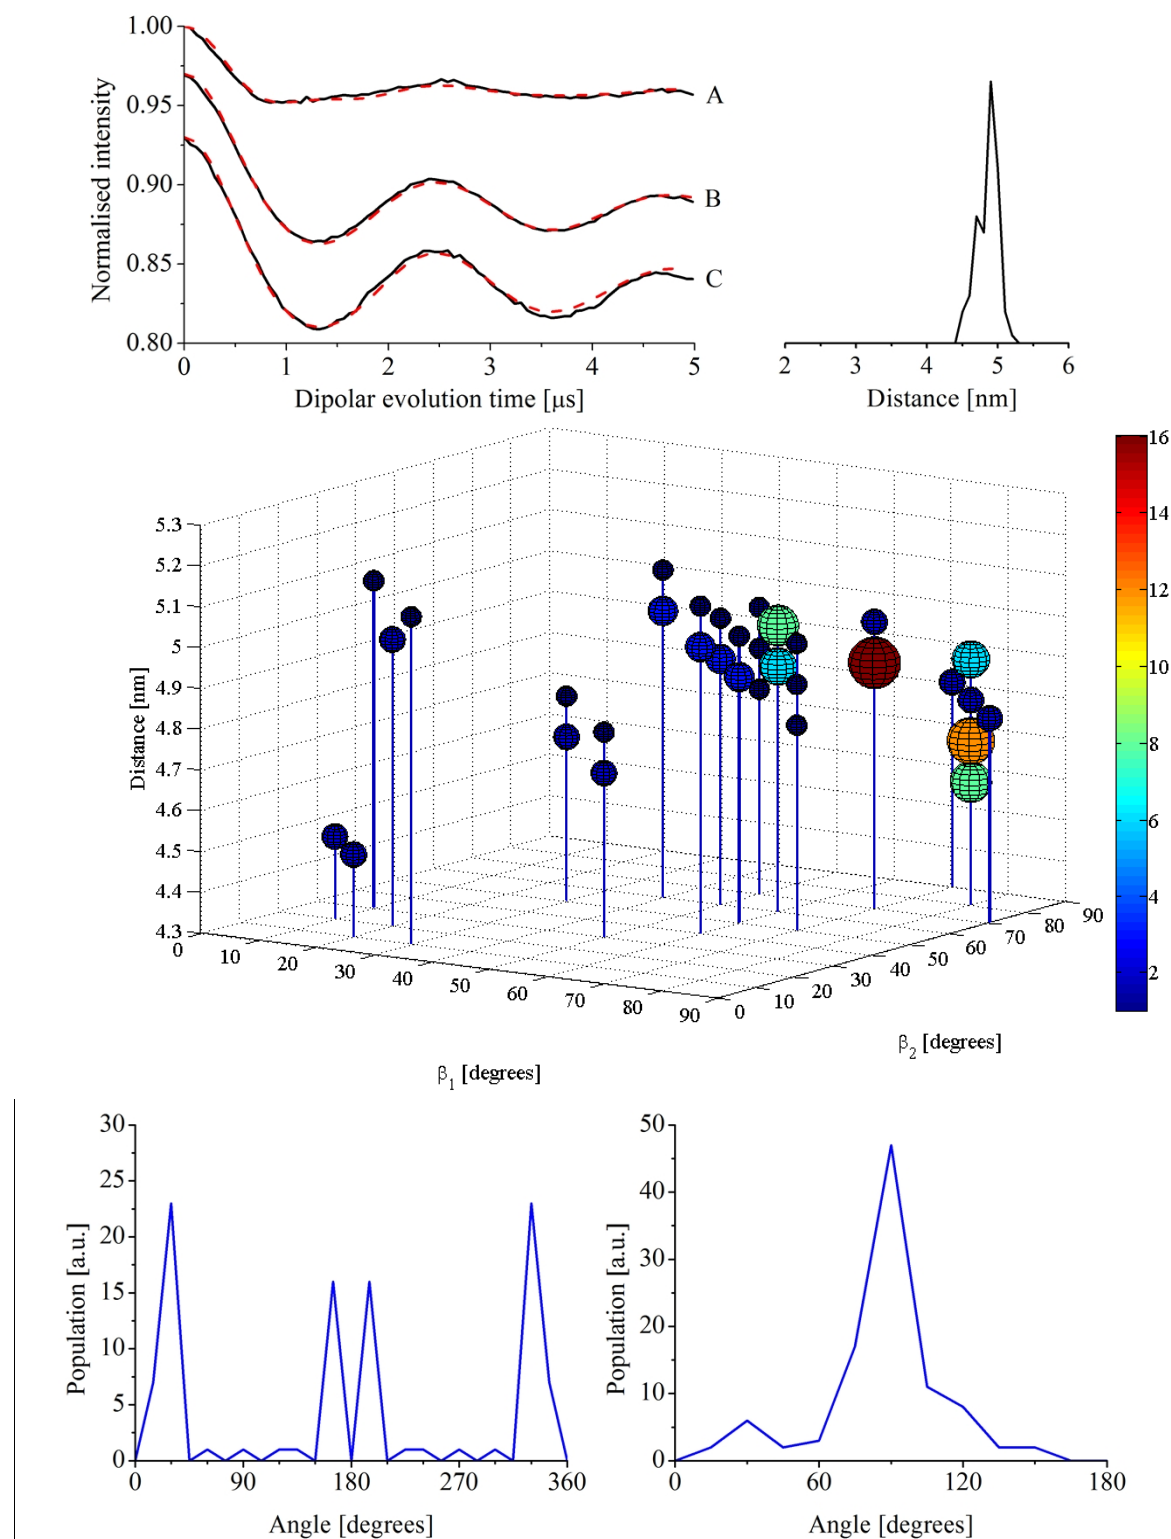 1.00
0.95
0.90
0.85
0.80
Normalised intensity
A
B
C
0 1 2 3 4 5
Dipolar evolution time [μs]
2 3 4 5 6
Distance [nm]
5.3
5.2
5.1
5
4.9
4.8
4.7
4.6
4.5
4.4
4.3
Distance [nm]
0 10 20 30 40 50 60 70 80 90
β1 [degrees]
0 10 20 30 40 50 60 70 80 90
β2 [degrees]
16
14
12
10
8
6
4
2
30
25
20
15
10
5
0
Population [a.u.]
0 90 180 270 360
Angle [degrees]
50
40
30
20
10
0
Population [a.u.]
0 60 120 180
Angle [degrees]